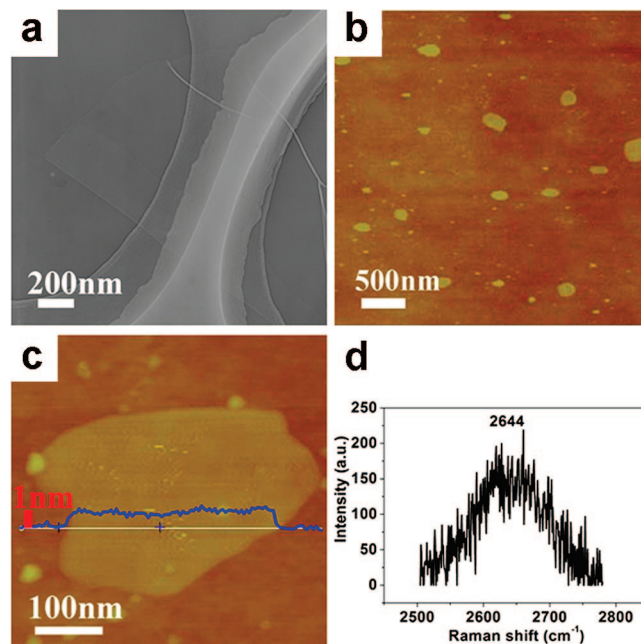 a
200nm
b
500nm
c
1nm
100nm
d
2644
Intensity (a.u.)
250
200
150
100
50
0
2500 2600 2700 2800
Raman shift (cm⁻¹)